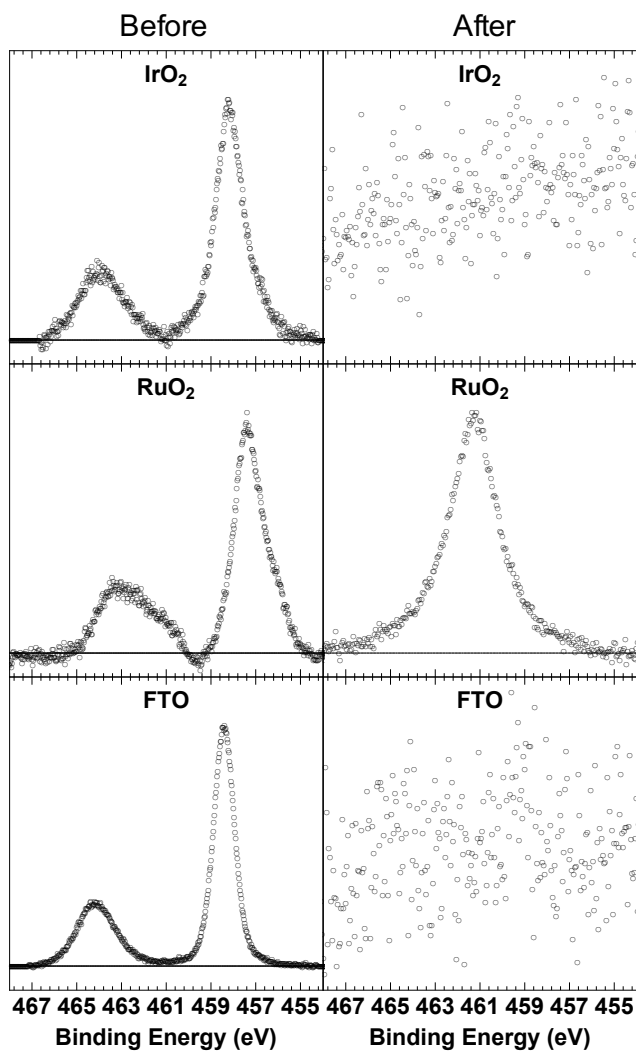 Before After
IrO₂ IrO₂
RuO₂ RuO₂
FTO FTO
467 465 463 461 459 457 455 467 465 463 461 459 457 455
Binding Energy (eV) Binding Energy (eV)